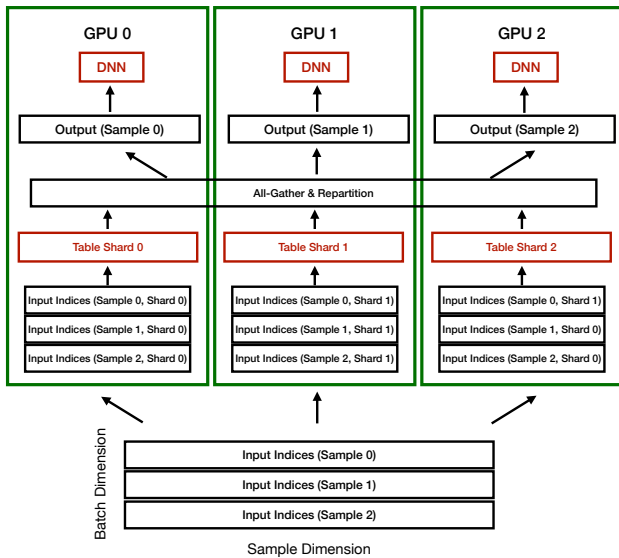 GPU 0
GPU 1
GPU 2
DNN
DNN
DNN
Output (Sample 0)
Output (Sample 1)
Output (Sample 2)
All-Gather & Repartition
Table Shard 0
Table Shard 1
Table Shard 2
Input Indices (Sample 0, Shard 0)
Input Indices (Sample 0, Shard 1)
Input Indices (Sample 0, Shard 1)
Input Indices (Sample 1, Shard 0)
Input Indices (Sample 1, Shard 1)
Input Indices (Sample 1, Shard 0)
Input Indices (Sample 2, Shard 0)
Input Indices (Sample 2, Shard 1)
Input Indices (Sample 2, Shard 0)
Batch Dimension
Input Indices (Sample 0)
Input Indices (Sample 1)
Input Indices (Sample 2)
Sample Dimension